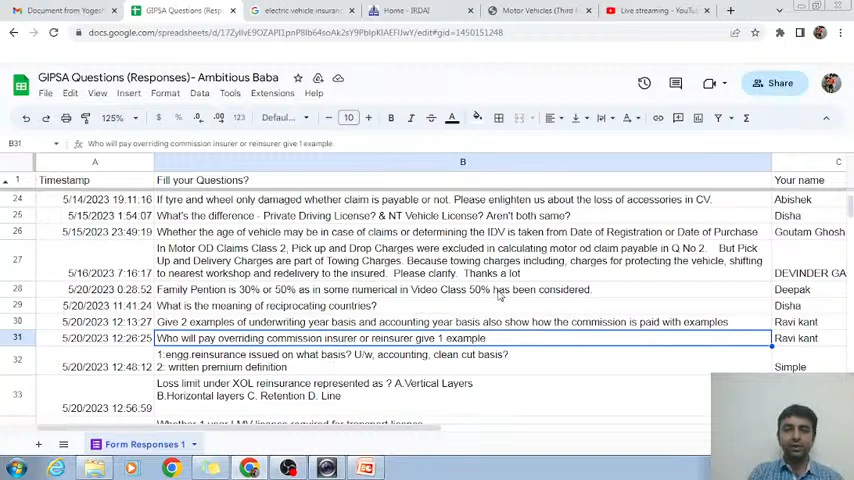 Document from Yogesh
GIPSA Questions (Respons
electric vehicle insuranc
Home - IRDAI
Motor Vehicles (Third
Live streaming - YouTu
GIPSA Questions (Responses)- Ambitious Baba
File Edit View Insert Format Data Tools Extensions Help
Share
125% $ % .0 .00 123 Defaul... 10 B I A
B31 Who will pay overriding commission insurer or reinsurer give 1 example
A B C
1 Timestamp Fill your Questions? Your name
24 5/14/2023 19:11:16 If tyre and wheel only damaged whether claim is payable or not. Please enlighten us about the loss of accessories in CV. Abishek
25 5/15/2023 1:54:07 What's the difference - Private Driving License? & NT Vehicle License? Aren't both same? Disha
26 5/15/2023 23:49:19 Whether the age of vehicle may be in case of claims or determining the IDV is taken from Date of Registration or Date of Purchase Goutam Ghosh
In Motor OD Claims Class 2, Pick up and Drop Charges were excluded in calculating motor od claim payable in Q No 2. But Pick
27 Up and Delivery Charges are part of Towing Charges. Because towing charges including, charges for protecting the vehicle, shifting
5/16/2023 7:16:17 to nearest workshop and redelivery to the insured. Please clarify. Thanks a lot DEVINDER GA
28 5/20/2023 0:28:52 Family Pention is 30% or 50% as in some numerical in Video Class 50% has been considered. Deepak
29 5/20/2023 11:41:24 What is the meaning of reciprocating countries? Disha
30 5/20/2023 12:13:27 Give 2 examples of underwriting year basis and accounting year basis also show how the commission is paid with examples Ravi kant
31 5/20/2023 12:26:25 Who will pay overriding commission insurer or reinsurer give 1 example Ravi kant
32 1:engg.reinsurance issued on what basis? U/w, accounting, clean cut basis?
5/20/2023 12:48:12 2: written premium definition Simple
Loss limit under XOL reinsurance represented as ? A.Vertical Layers
33 B.Horizontal layers C. Retention D. Line
5/20/2023 12:56:59
Form Responses 1